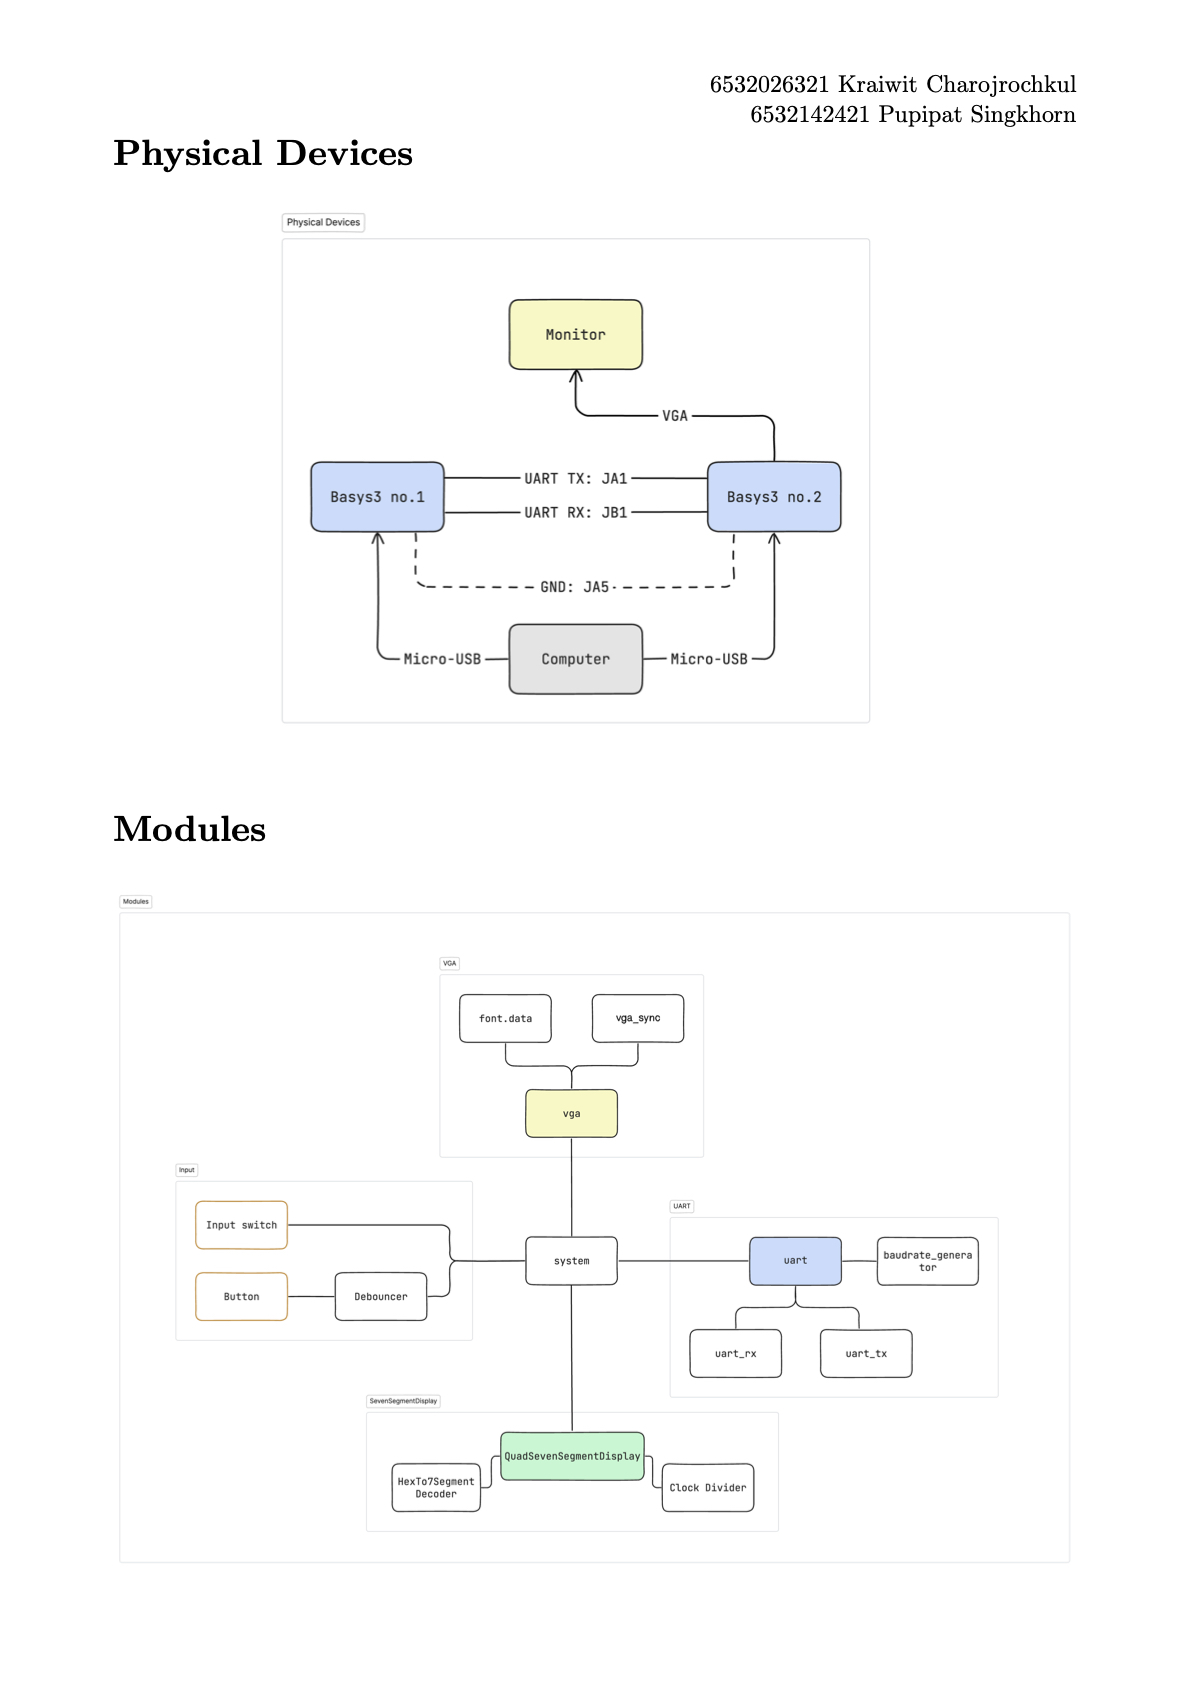 6532026321 Kraiwit Charojrochkul
6532142421 Pupipat Singkhorn
Physical Devices
Physical Devices
Monitor
VGA
Basys3 no.1
UART TX: JA1
UART RX: JB1
Basys3 no.2
GND: JA5
Micro-USB
Computer
Micro-USB
Modules
Modules
VGA
font.data
vga_sync
vga
Input
Input switch
Button
Debouncer
system
UART
uart
baudrate_genera
tor
uart_rx
uart_tx
SevenSegmentDisplay
QuadSevenSegmentDisplay
HexTo7Segment
Decoder
Clock Divider